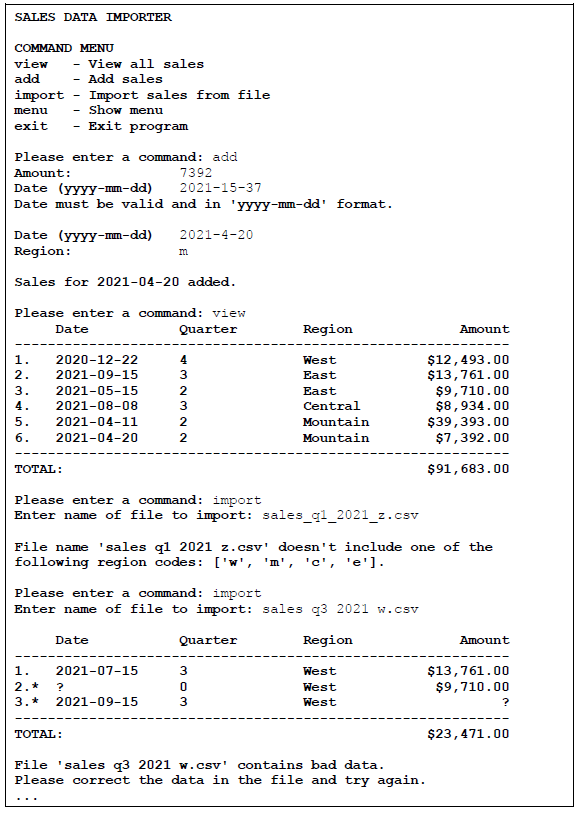 SALES DATA IMPORTER
COMMAND MENU
view   - View all sales
add    - Add sales
import - Import sales from file
menu   - Show menu
exit   - Exit program
Please enter a command: add
Amount:             7392
Date (yyyy-mm-dd)   2021-15-37
Date must be valid and in 'yyyy-mm-dd' format.
Date (yyyy-mm-dd)   2021-4-20
Region:             m
Sales for 2021-04-20 added.
Please enter a command: view
     Date           Quarter        Region             Amount
------------------------------------------------------------
1.   2020-12-22     4              West           $12,493.00
2.   2021-09-15     3              East           $13,761.00
3.   2021-05-15     2              East            $9,710.00
4.   2021-08-08     3              Central         $8,934.00
5.   2021-04-11     2              Mountain       $39,393.00
6.   2021-04-20     2              Mountain        $7,392.00
------------------------------------------------------------
TOTAL:                                            $91,683.00
Please enter a command: import
Enter name of file to import: sales_q1_2021_z.csv
File name 'sales q1 2021 z.csv' doesn't include one of the
following region codes: ['w', 'm', 'c', 'e'].
Please enter a command: import
Enter name of file to import: sales q3 2021 w.csv
     Date           Quarter        Region             Amount
------------------------------------------------------------
1.   2021-07-15     3              West           $13,761.00
2.*  ?              0              West            $9,710.00
3.*  2021-09-15     3              West                    ?
------------------------------------------------------------
TOTAL:                                            $23,471.00
File 'sales q3 2021 w.csv' contains bad data.
Please correct the data in the file and try again.
...